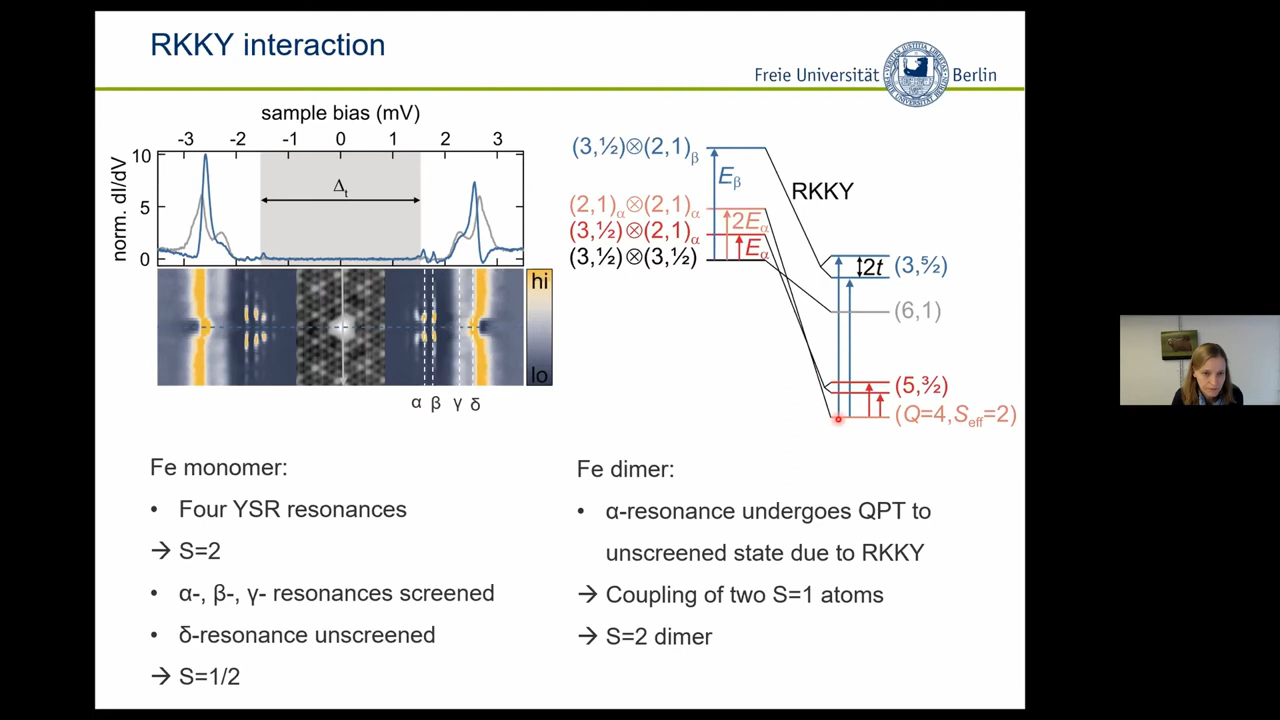 RKKY interaction
Freie Universität Berlin
sample bias (mV)
-3 -2 -1 0 1 2 3
norm. dI/dV
10
5
0
Δt
hi
lo
α β γ δ
(3,½)⊗(2,1)β
Eβ
RKKY
(2,1)α⊗(2,1)α
2Eα
(3,½)⊗(2,1)α
Eα
(3,½)⊗(3,½)
2t
(3,⁵⁄₂)
(6,1)
(5,³⁄₂)
(Q=4,Seff=2)
Fe monomer:
• Four YSR resonances
→ S=2
• α-, β-, γ- resonances screened
• δ-resonance unscreened
→ S=1/2
Fe dimer:
• α-resonance undergoes QPT to
unscreened state due to RKKY
→ Coupling of two S=1 atoms
→ S=2 dimer